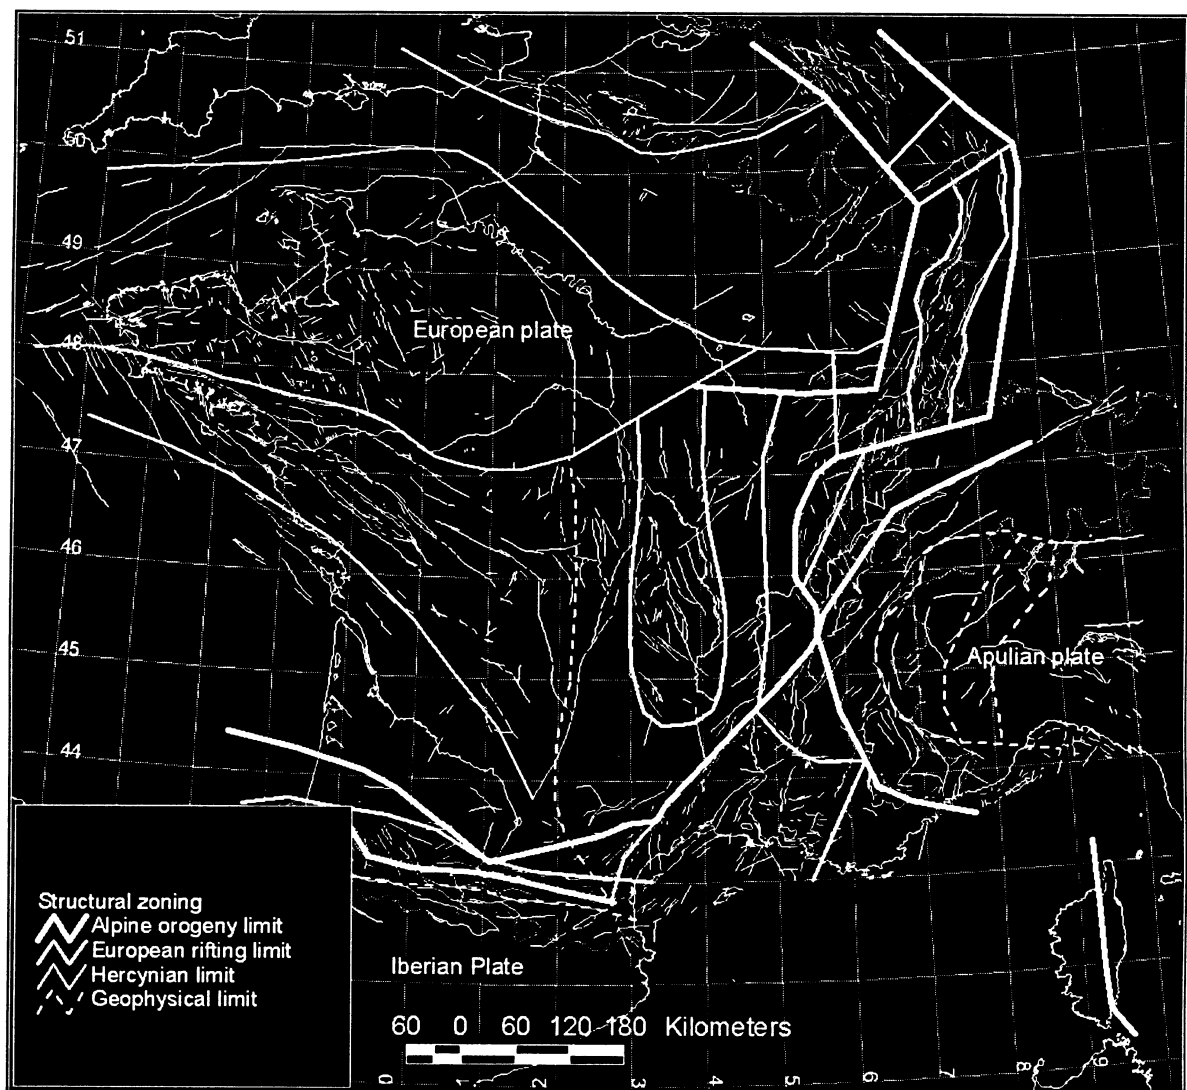 51
50
49
48
47
46
45
44
European plate
Apulian plate
Structural zoning
Alpine orogeny limit
European rifting limit
Hercynian limit
Geophysical limit
Iberian Plate
60 0 60 120 180 Kilometers
0 1 2 3 4 5 6 7 8 9